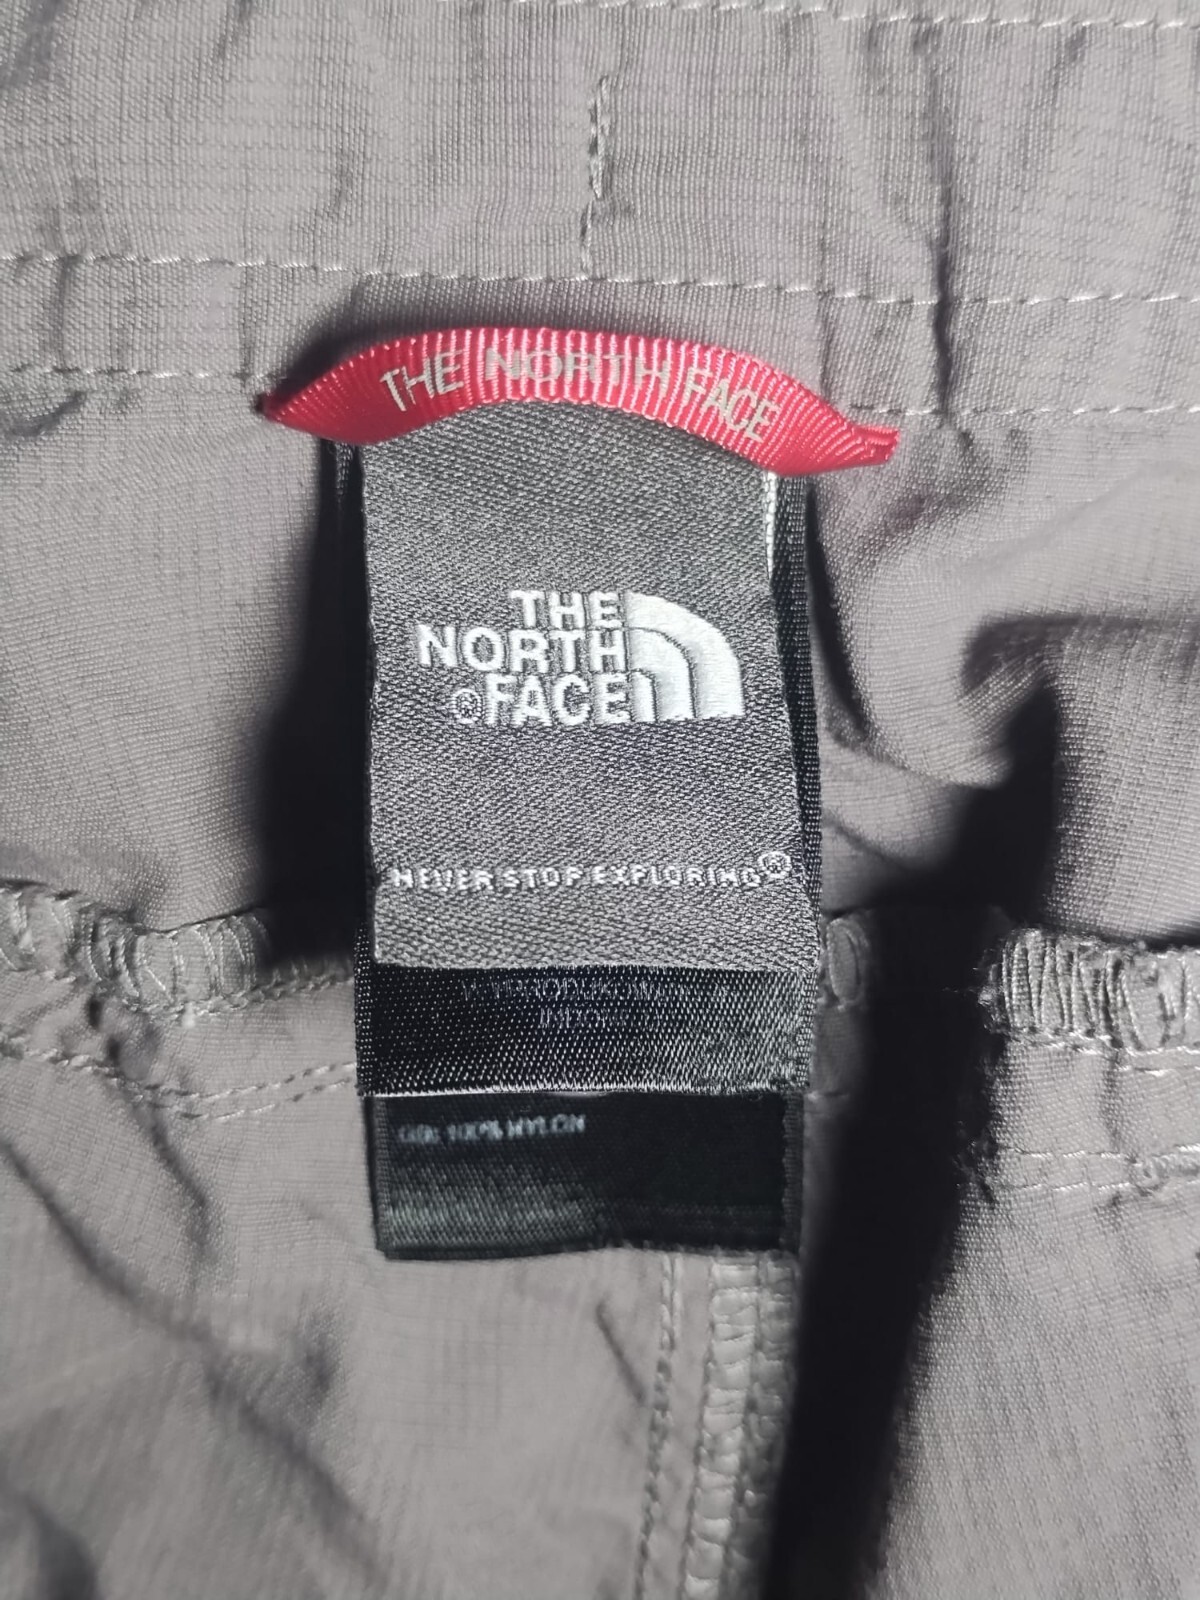 THE NORTH FACE
THE
NORTH
®FACE
NEVER STOP EXPLORING®
100% NYLON